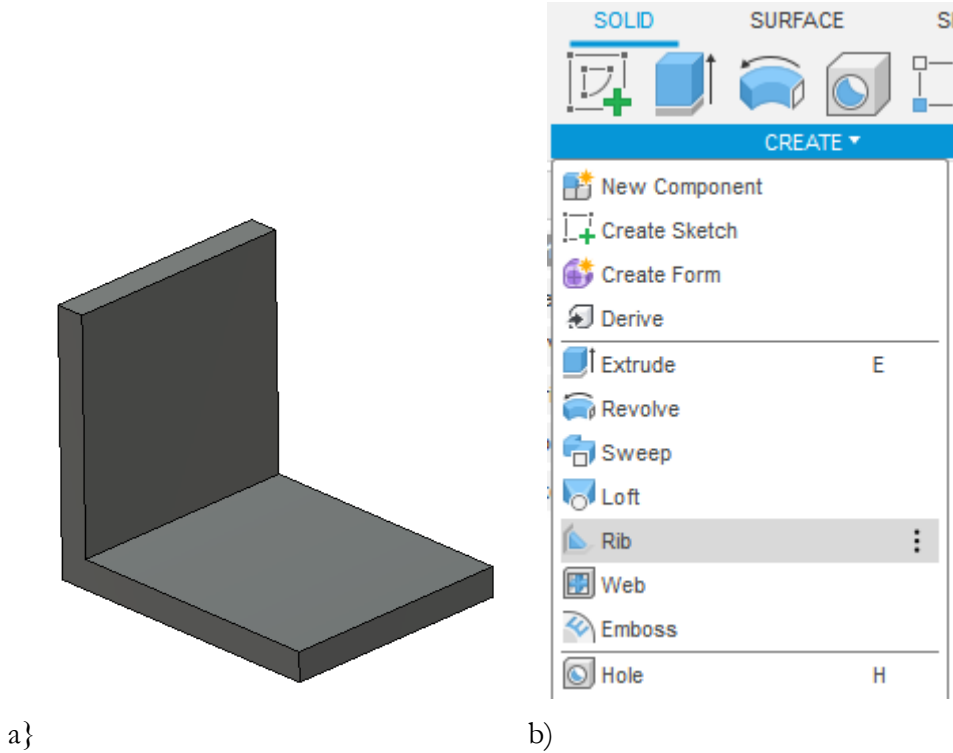 SOLID SURFACE
CREATE
New Component
Create Sketch
Create Form
Derive
Extrude E
Revolve
Sweep
Loft
Rib
Web
Emboss
Hole H
a} b)